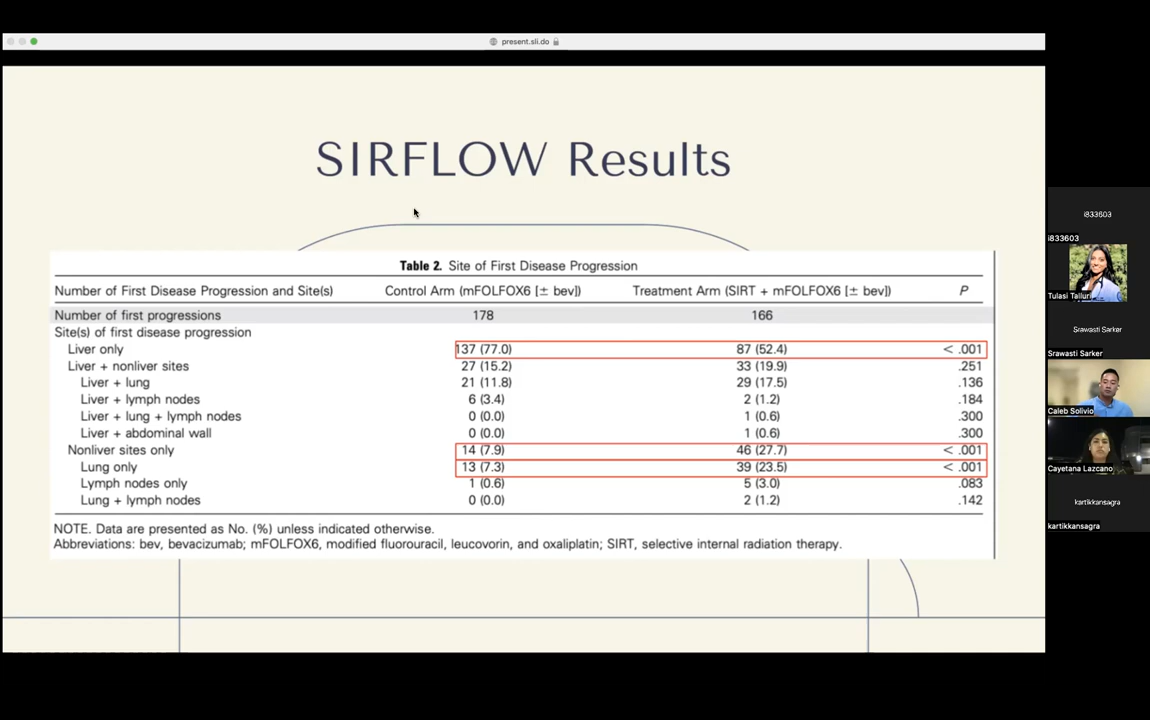 present.sli.do
SIRFLOW Results
Table 2. Site of First Disease Progression
Number of First Disease Progression and Site(s) Control Arm (mFOLFOX6 [± bev]) Treatment Arm (SIRT + mFOLFOX6 [± bev]) P
Number of first progressions 178 166
Site(s) of first disease progression
Liver only 137 (77.0) 87 (52.4) < .001
Liver + nonliver sites 27 (15.2) 33 (19.9) .251
Liver + lung 21 (11.8) 29 (17.5) .136
Liver + lymph nodes 6 (3.4) 2 (1.2) .184
Liver + lung + lymph nodes 0 (0.0) 1 (0.6) .300
Liver + abdominal wall 0 (0.0) 1 (0.6) .300
Nonliver sites only 14 (7.9) 46 (27.7) < .001
Lung only 13 (7.3) 39 (23.5) < .001
Lymph nodes only 1 (0.6) 5 (3.0) .083
Lung + lymph nodes 0 (0.0) 2 (1.2) .142
NOTE. Data are presented as No. (%) unless indicated otherwise.
Abbreviations: bev, bevacizumab; mFOLFOX6, modified fluorouracil, leucovorin, and oxaliplatin; SIRT, selective internal radiation therapy.
i833603
i833603
Tulasi Talluri
Srawasti Sarker
Srawasti Sarker
Caleb Solivio
Cayetana Lazcano
kartikkansagra
kartikkansagra